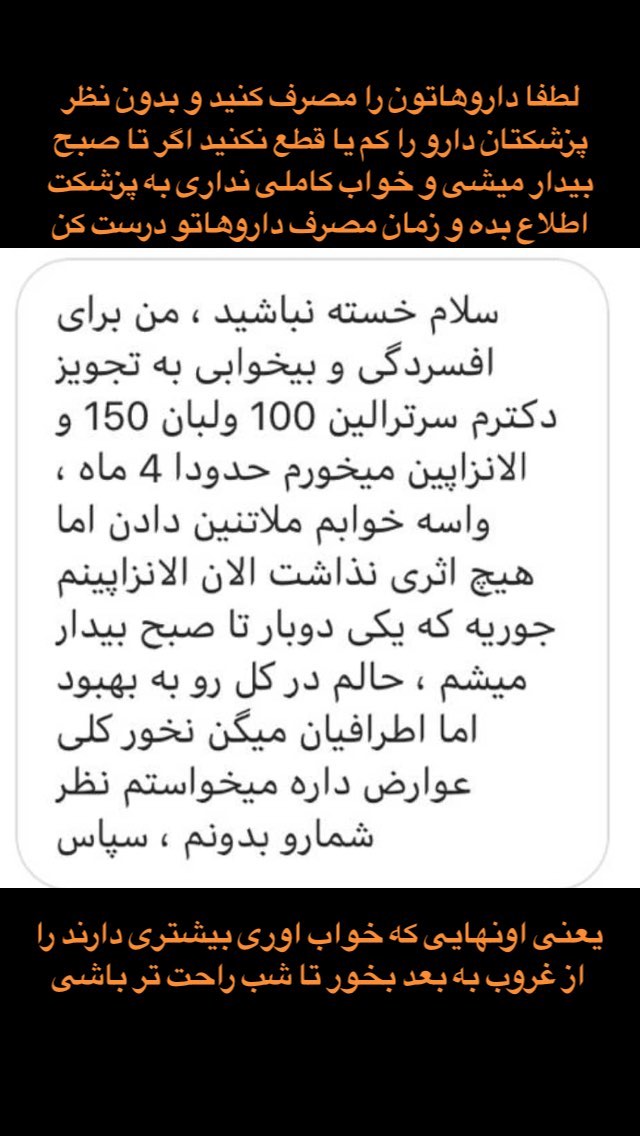 لطفا داروهاتون را مصرف کنید و بدون نظر
پزشکتان دارو را کم یا قطع نکنید اگر تا صبح
بیدار میشی و خواب کاملی نداری به پزشکت
اطلاع بده و زمان مصرف داروهاتو درست کن
سلام خسته نباشید ، من برای
افسردگی و بیخوابی به تجویز
دکترم سرترالین 100 ولبان 150 و
الانزاپین میخورم حدودا 4 ماه ،
واسه خوابم ملاتنین دادن اما
هیچ اثری نذاشت الان الانزاپینم
جوریه که یکی دوبار تا صبح بیدار
میشم ، حالم در کل رو به بهبود
اما اطرافیان میگن نخور کلی
عوارض داره میخواستم نظر
شمارو بدونم ، سپاس
یعنی اونهایی که خواب اوری بیشتری دارند را
از غروب به بعد بخور تا شب راحت تر باشی